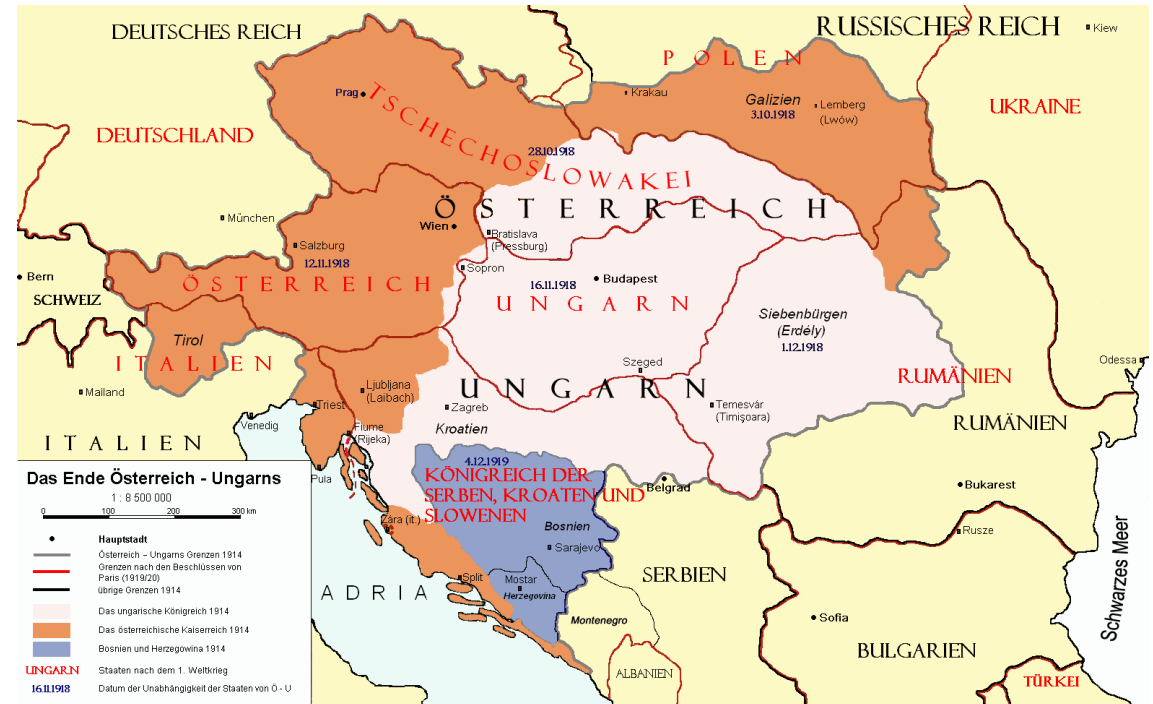 DEUTSCHES REICH
RUSSISCHES REICH
Kiew
POLEN
Krakau
Galizien
3.10.1918
Lemberg
(Lwów)
UKRAINE
Prag
TSCHECHOSLOWAKEI
28.10.1918
DEUTSCHLAND
München
ÖSTERREICH
Wien
Bratislava
(Pressburg)
Salzburg
12.11.1918
ÖSTERREICH
Sopron
Budapest
16.11.1918
UNGARN
Bern
SCHWEIZ
Siebenbürgen
(Erdély)
1.12.1918
Tirol
ITALIEN
Mailand
Szeged
UNGARN
Odessa
RUMÄNIEN
RUMÄNIEN
Ljubljana
(Laibach)
Triest
Zagreb
Temesvár
(Timişoara)
Venedig
Fiume
(Rijeka)
Kroatien
ITALIEN
Pula
4.12.1919
KÖNIGREICH DER
SERBEN, KROATEN UND
SLOWENEN
Belgrad
Bukarest
Zára (it.)
Bosnien
Sarajevo
Rusze
Split
Mostar
Herzegovina
SERBIEN
ADRIA
Montenegro
Sofia
Schwarzes Meer
BULGARIEN
ALBANIEN
TÜRKEI
Das Ende Österreich - Ungarns
1 : 8 500 000
0 100 200 300 km
Hauptstadt
Österreich - Ungarns Grenzen 1914
Grenzen nach den Beschlüssen von
Paris (1919/20)
übrige Grenzen 1914
Das ungarische Königreich 1914
Das österreichische Kaiserreich 1914
Bosnien und Herzegowina 1914
UNGARN Staaten nach dem 1. Weltkrieg
16.11.1918 Datum der Unabhängigkeit der Staaten von Ö - U